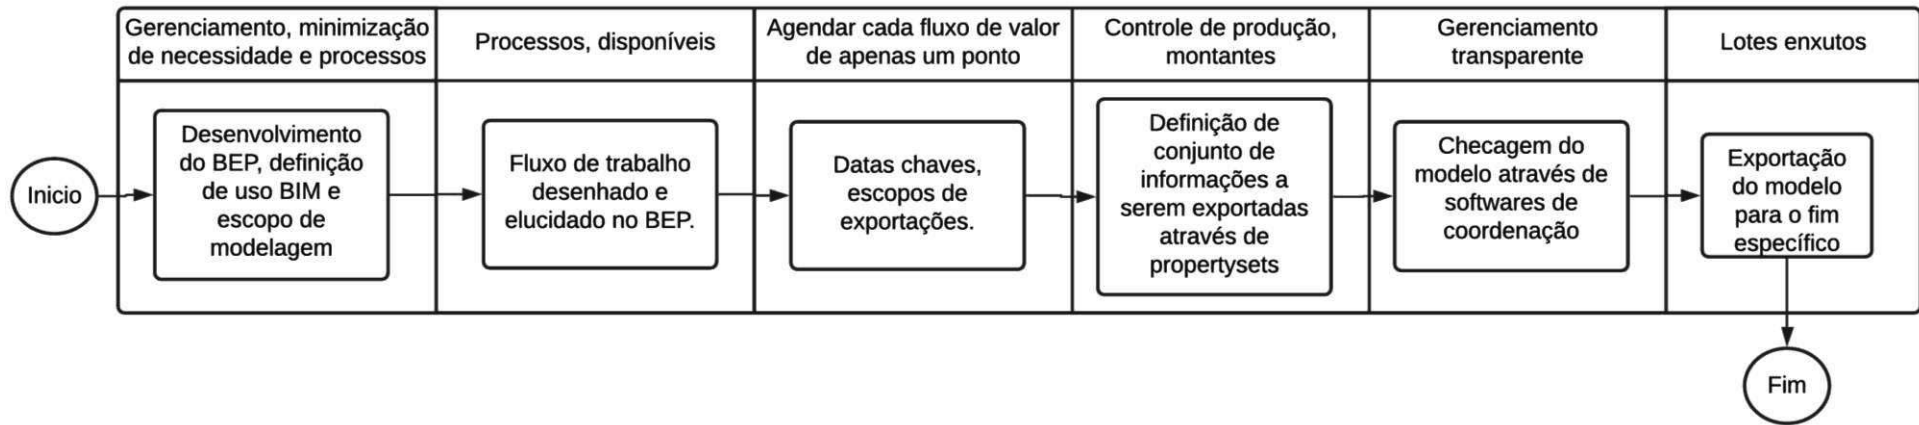 Gerenciamento, minimização
de necessidade e processos
Processos, disponíveis
Agendar cada fluxo de valor
de apenas um ponto
Controle de produção,
montantes
Gerenciamento
transparente
Lotes enxutos
Inicio
Desenvolvimento
do BEP, definição
de uso BIM e
escopo de
modelagem
Fluxo de trabalho
desenhado e
elucidado no BEP.
Datas chaves,
escopos de
exportações.
Definição de
conjunto de
informações a
serem exportadas
através de
propertysets
Checagem do
modelo através de
softwares de
coordenação
Exportação
do modelo
para o fim
específico
Fim